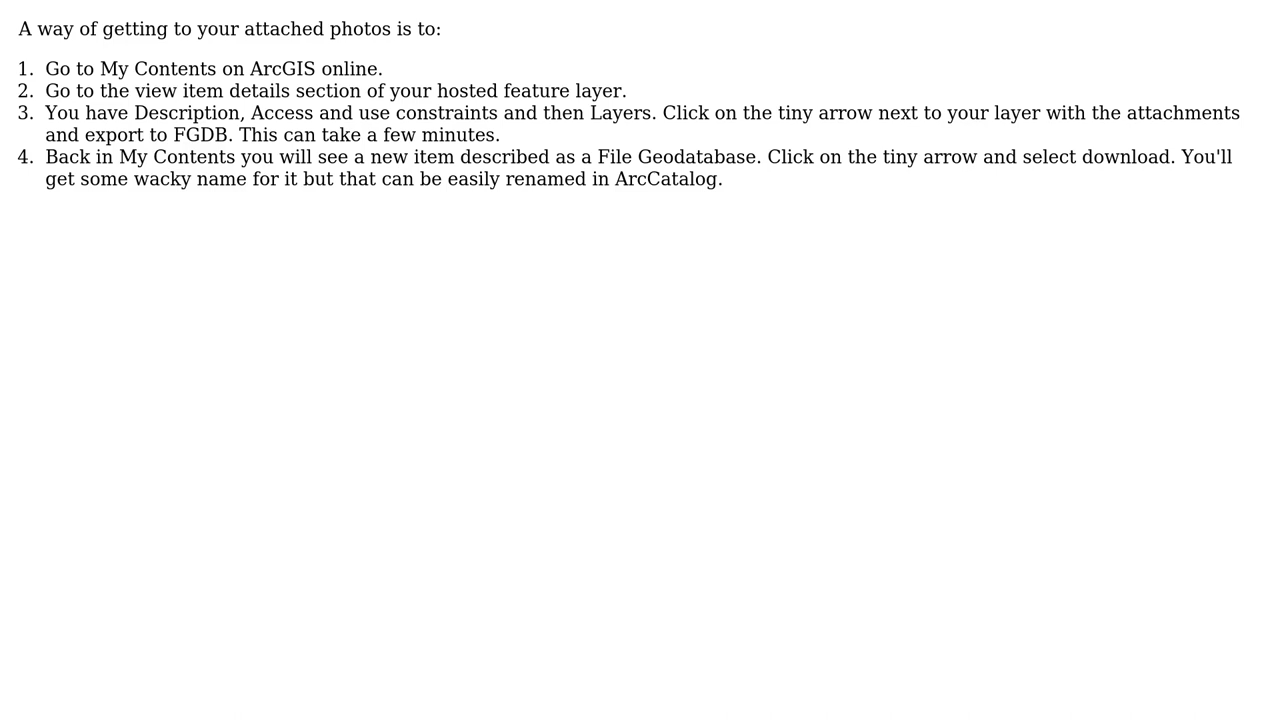 A way of getting to your attached photos is to:
1. Go to My Contents on ArcGIS online.
2. Go to the view item details section of your hosted feature layer.
3. You have Description, Access and use constraints and then Layers. Click on the tiny arrow next to your layer with the attachments
and export to FGDB. This can take a few minutes.
4. Back in My Contents you will see a new item described as a File Geodatabase. Click on the tiny arrow and select download. You'll
get some wacky name for it but that can be easily renamed in ArcCatalog.